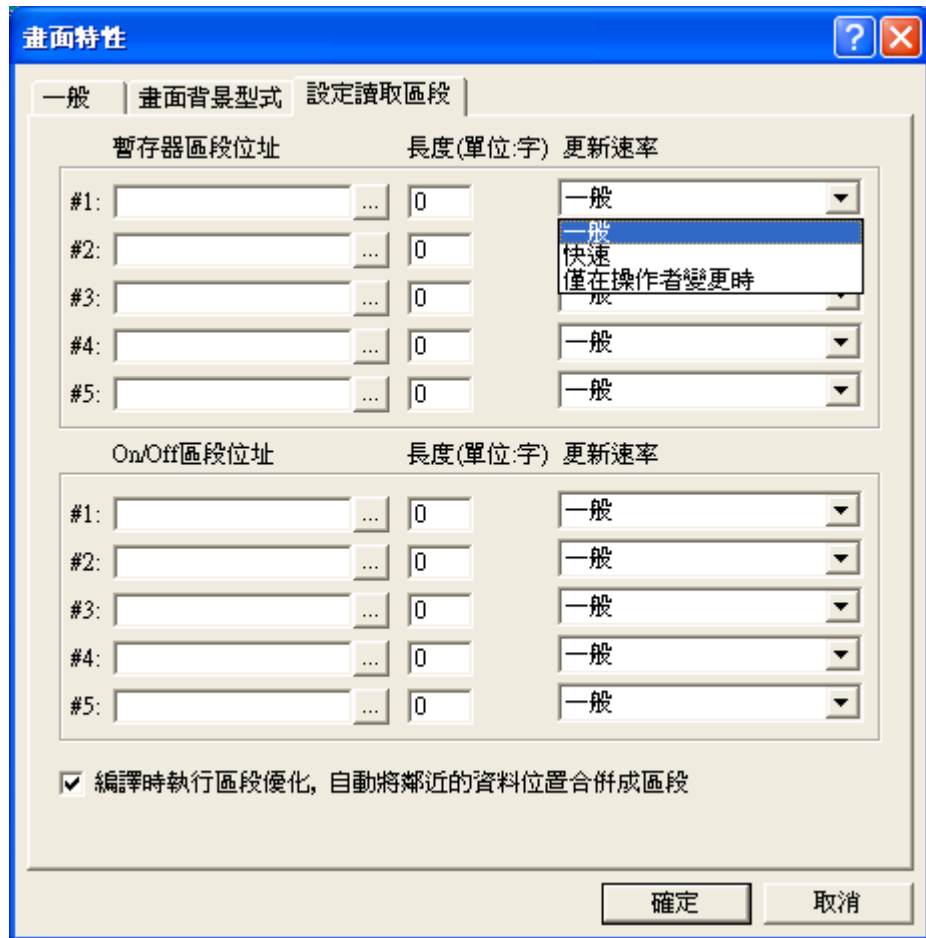 畫面特性
一般 畫面背景型式 設定讀取區段
暫存器區段位址 長度(單位:字) 更新速率
#1: ... 0 一般
一般
#2: ... 0
快速
僅在操作者變更時
#3: ... 0 一般
#4: ... 0 一般
#5: ... 0 一般
On/Off區段位址 長度(單位:字) 更新速率
#1: ... 0 一般
#2: ... 0 一般
#3: ... 0 一般
#4: ... 0 一般
#5: ... 0 一般
編譯時執行區段優化, 自動將鄰近的資料位置合併成區段
確定 取消